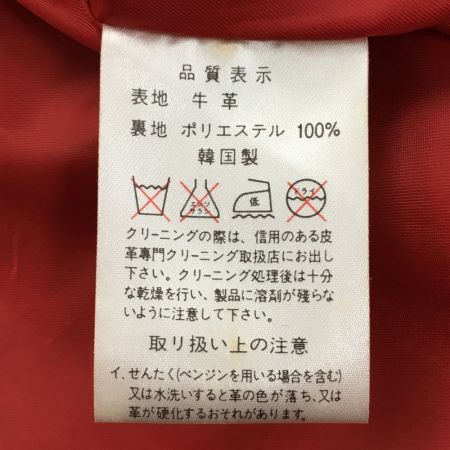 品質表示
表地 牛革
裏地 ポリエステル 100%
韓国製
エンソ サラシ 低 ドライ
クリーニングの際は、信用のある皮
革専門クリーニング取扱店にお出し
下さい。クリーニング処理後は十分
な乾燥を行い、製品に溶剤が残らな
いように注意して下さい。
取り扱い上の注意
イ.せんたく(ベンジンを用いる場合を含む)
又は水洗いすると革の色が落ち、又は
革が硬化するおそれがあります。